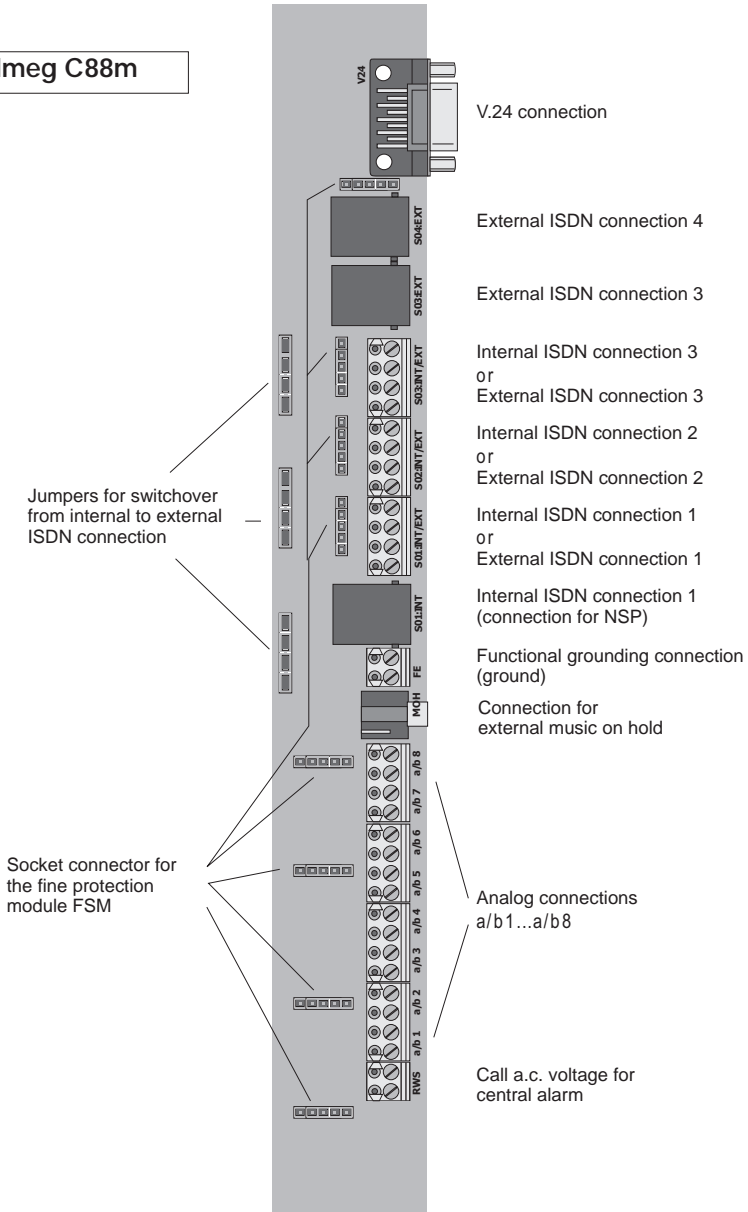 lmeg C88m
V24
V.24 connection
S04:EXT
External ISDN connection 4
S03:EXT
External ISDN connection 3
S03:INT/EXT
Internal ISDN connection 3
or
External ISDN connection 3
S02:INT/EXT
Internal ISDN connection 2
or
External ISDN connection 2
Jumpers for switchover
from internal to external
ISDN connection
S01:INT/EXT
Internal ISDN connection 1
or
External ISDN connection 1
S01:INT
Internal ISDN connection 1
(connection for NSP)
FE
Functional grounding connection
(ground)
MOH
Connection for
external music on hold
a/b 8
a/b 7
a/b 6
a/b 5
a/b 4
a/b 3
a/b 2
a/b 1
Socket connector for
the fine protection
module FSM
Analog connections
a/b1...a/b8
RWS
Call a.c. voltage for
central alarm